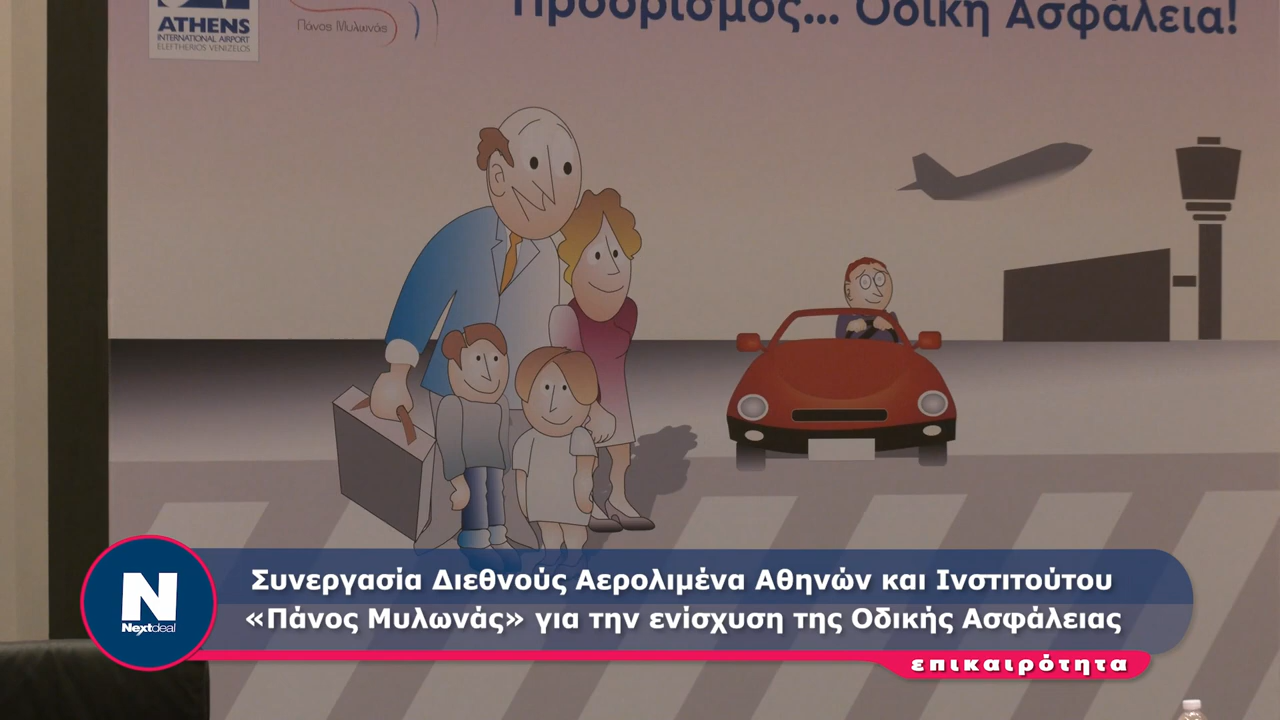 ATHENS
INTERNATIONAL AIRPORT
ELEFTHERIOS VENIZELOS
Πάνος Μυλωνάς
Προορισμός... Οδική Ασφάλεια!
N
Nextdeal
Συνεργασία Διεθνούς Αερολιμένα Αθηνών και Ινστιτούτου
«Πάνος Μυλωνάς» για την ενίσχυση της Οδικής Ασφάλειας
επικαιρότητα